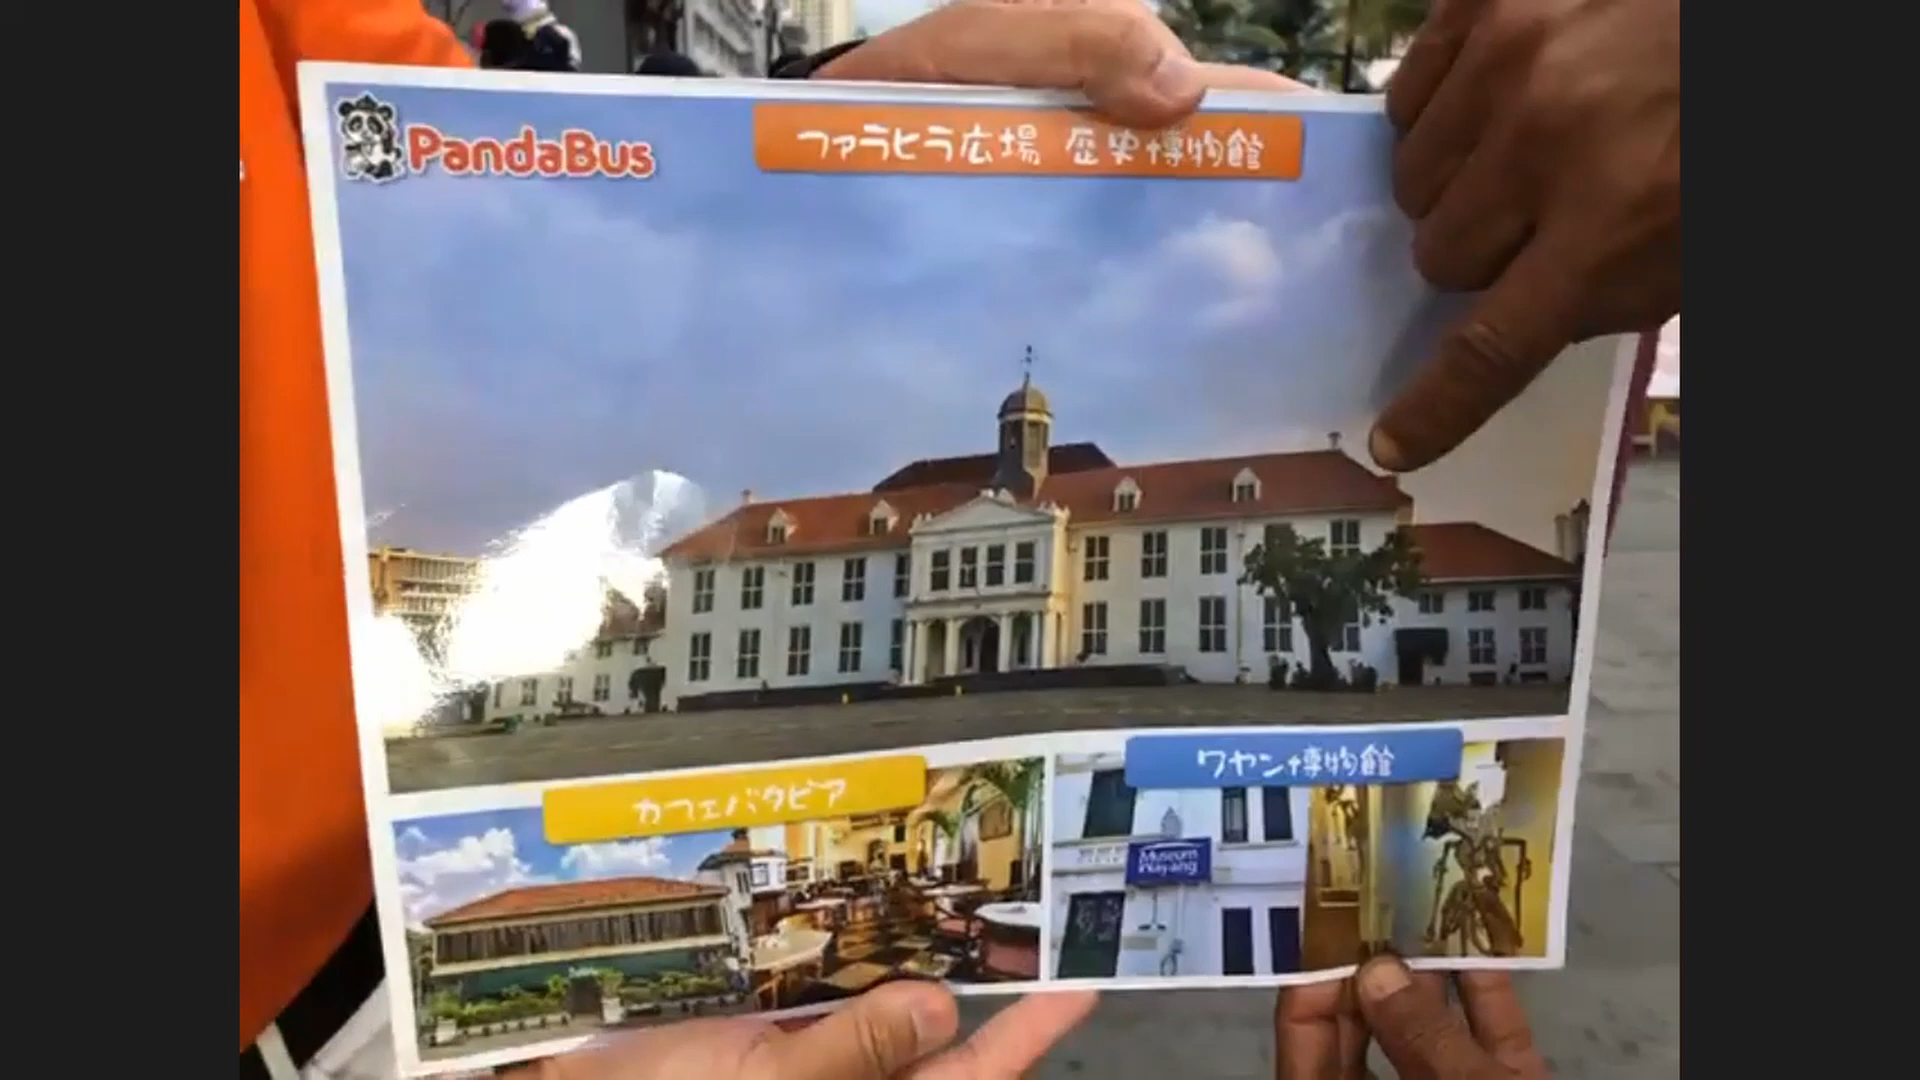 PandaBus
ファラヒラ広場 歴史博物館
カフェバタビア
ワヤン博物館
Museum
Wayang